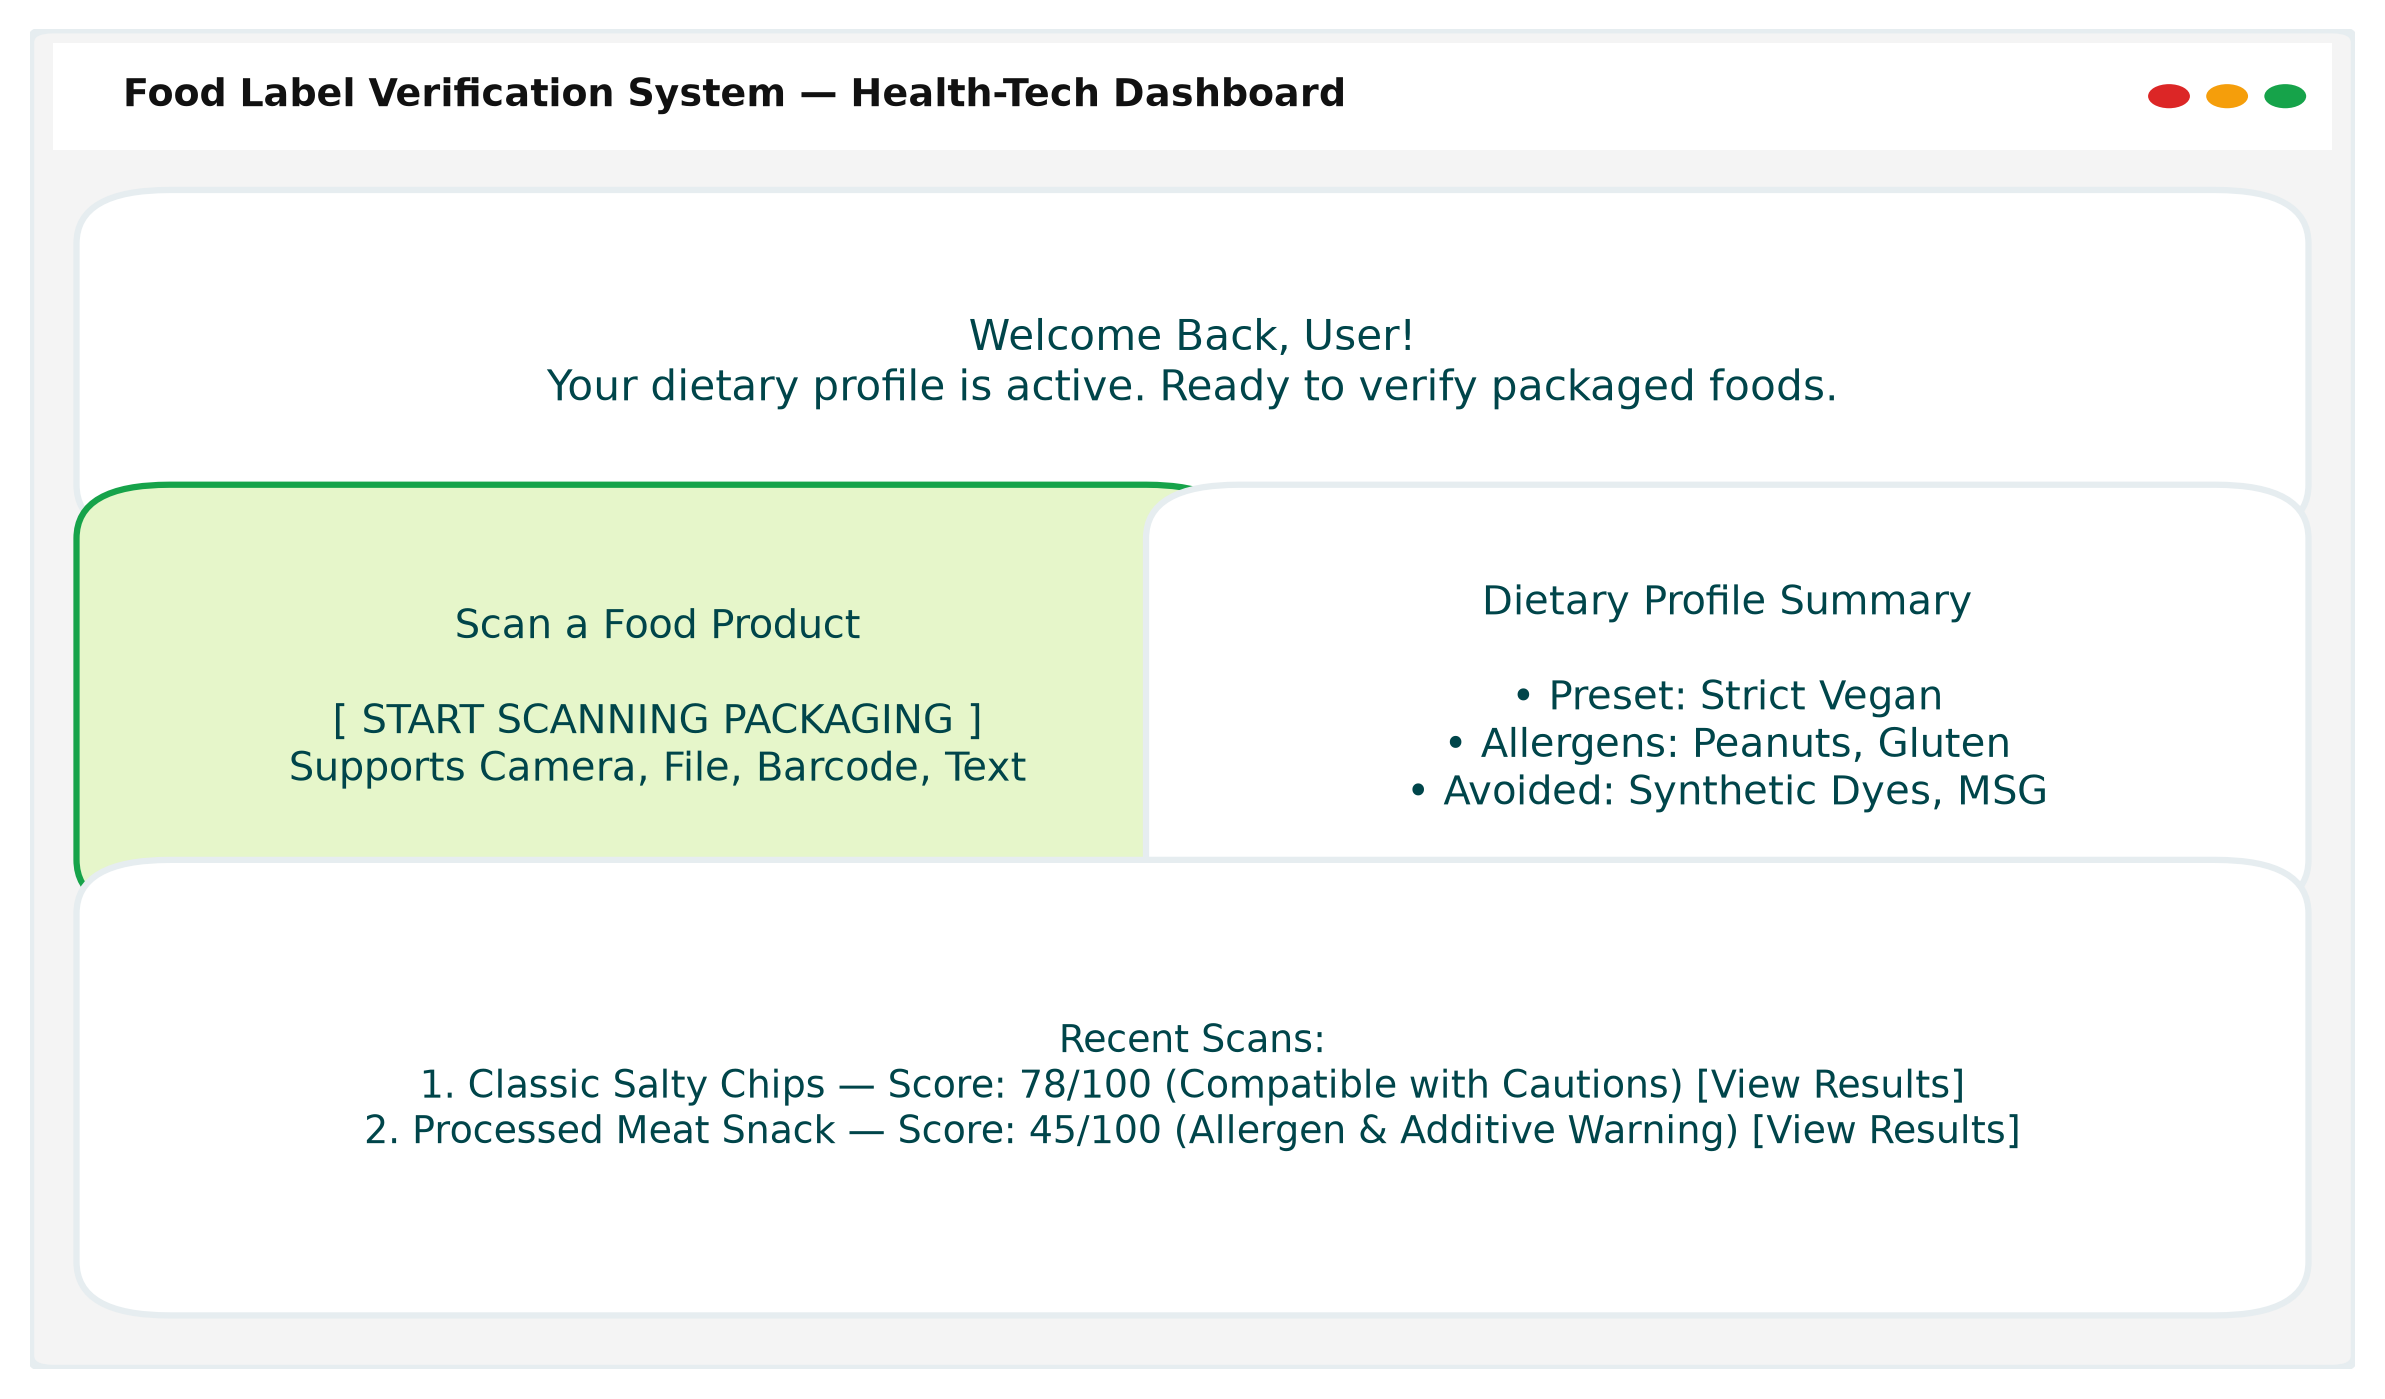 Food Label Verification System — Health-Tech Dashboard
Welcome Back, User!
Your dietary profile is active. Ready to verify packaged foods.
Scan a Food Product
[ START SCANNING PACKAGING ]
Supports Camera, File, Barcode, Text
Dietary Profile Summary
• Preset: Strict Vegan
• Allergens: Peanuts, Gluten
• Avoided: Synthetic Dyes, MSG
Recent Scans:
1. Classic Salty Chips — Score: 78/100 (Compatible with Cautions) [View Results]
2. Processed Meat Snack — Score: 45/100 (Allergen & Additive Warning) [View Results]